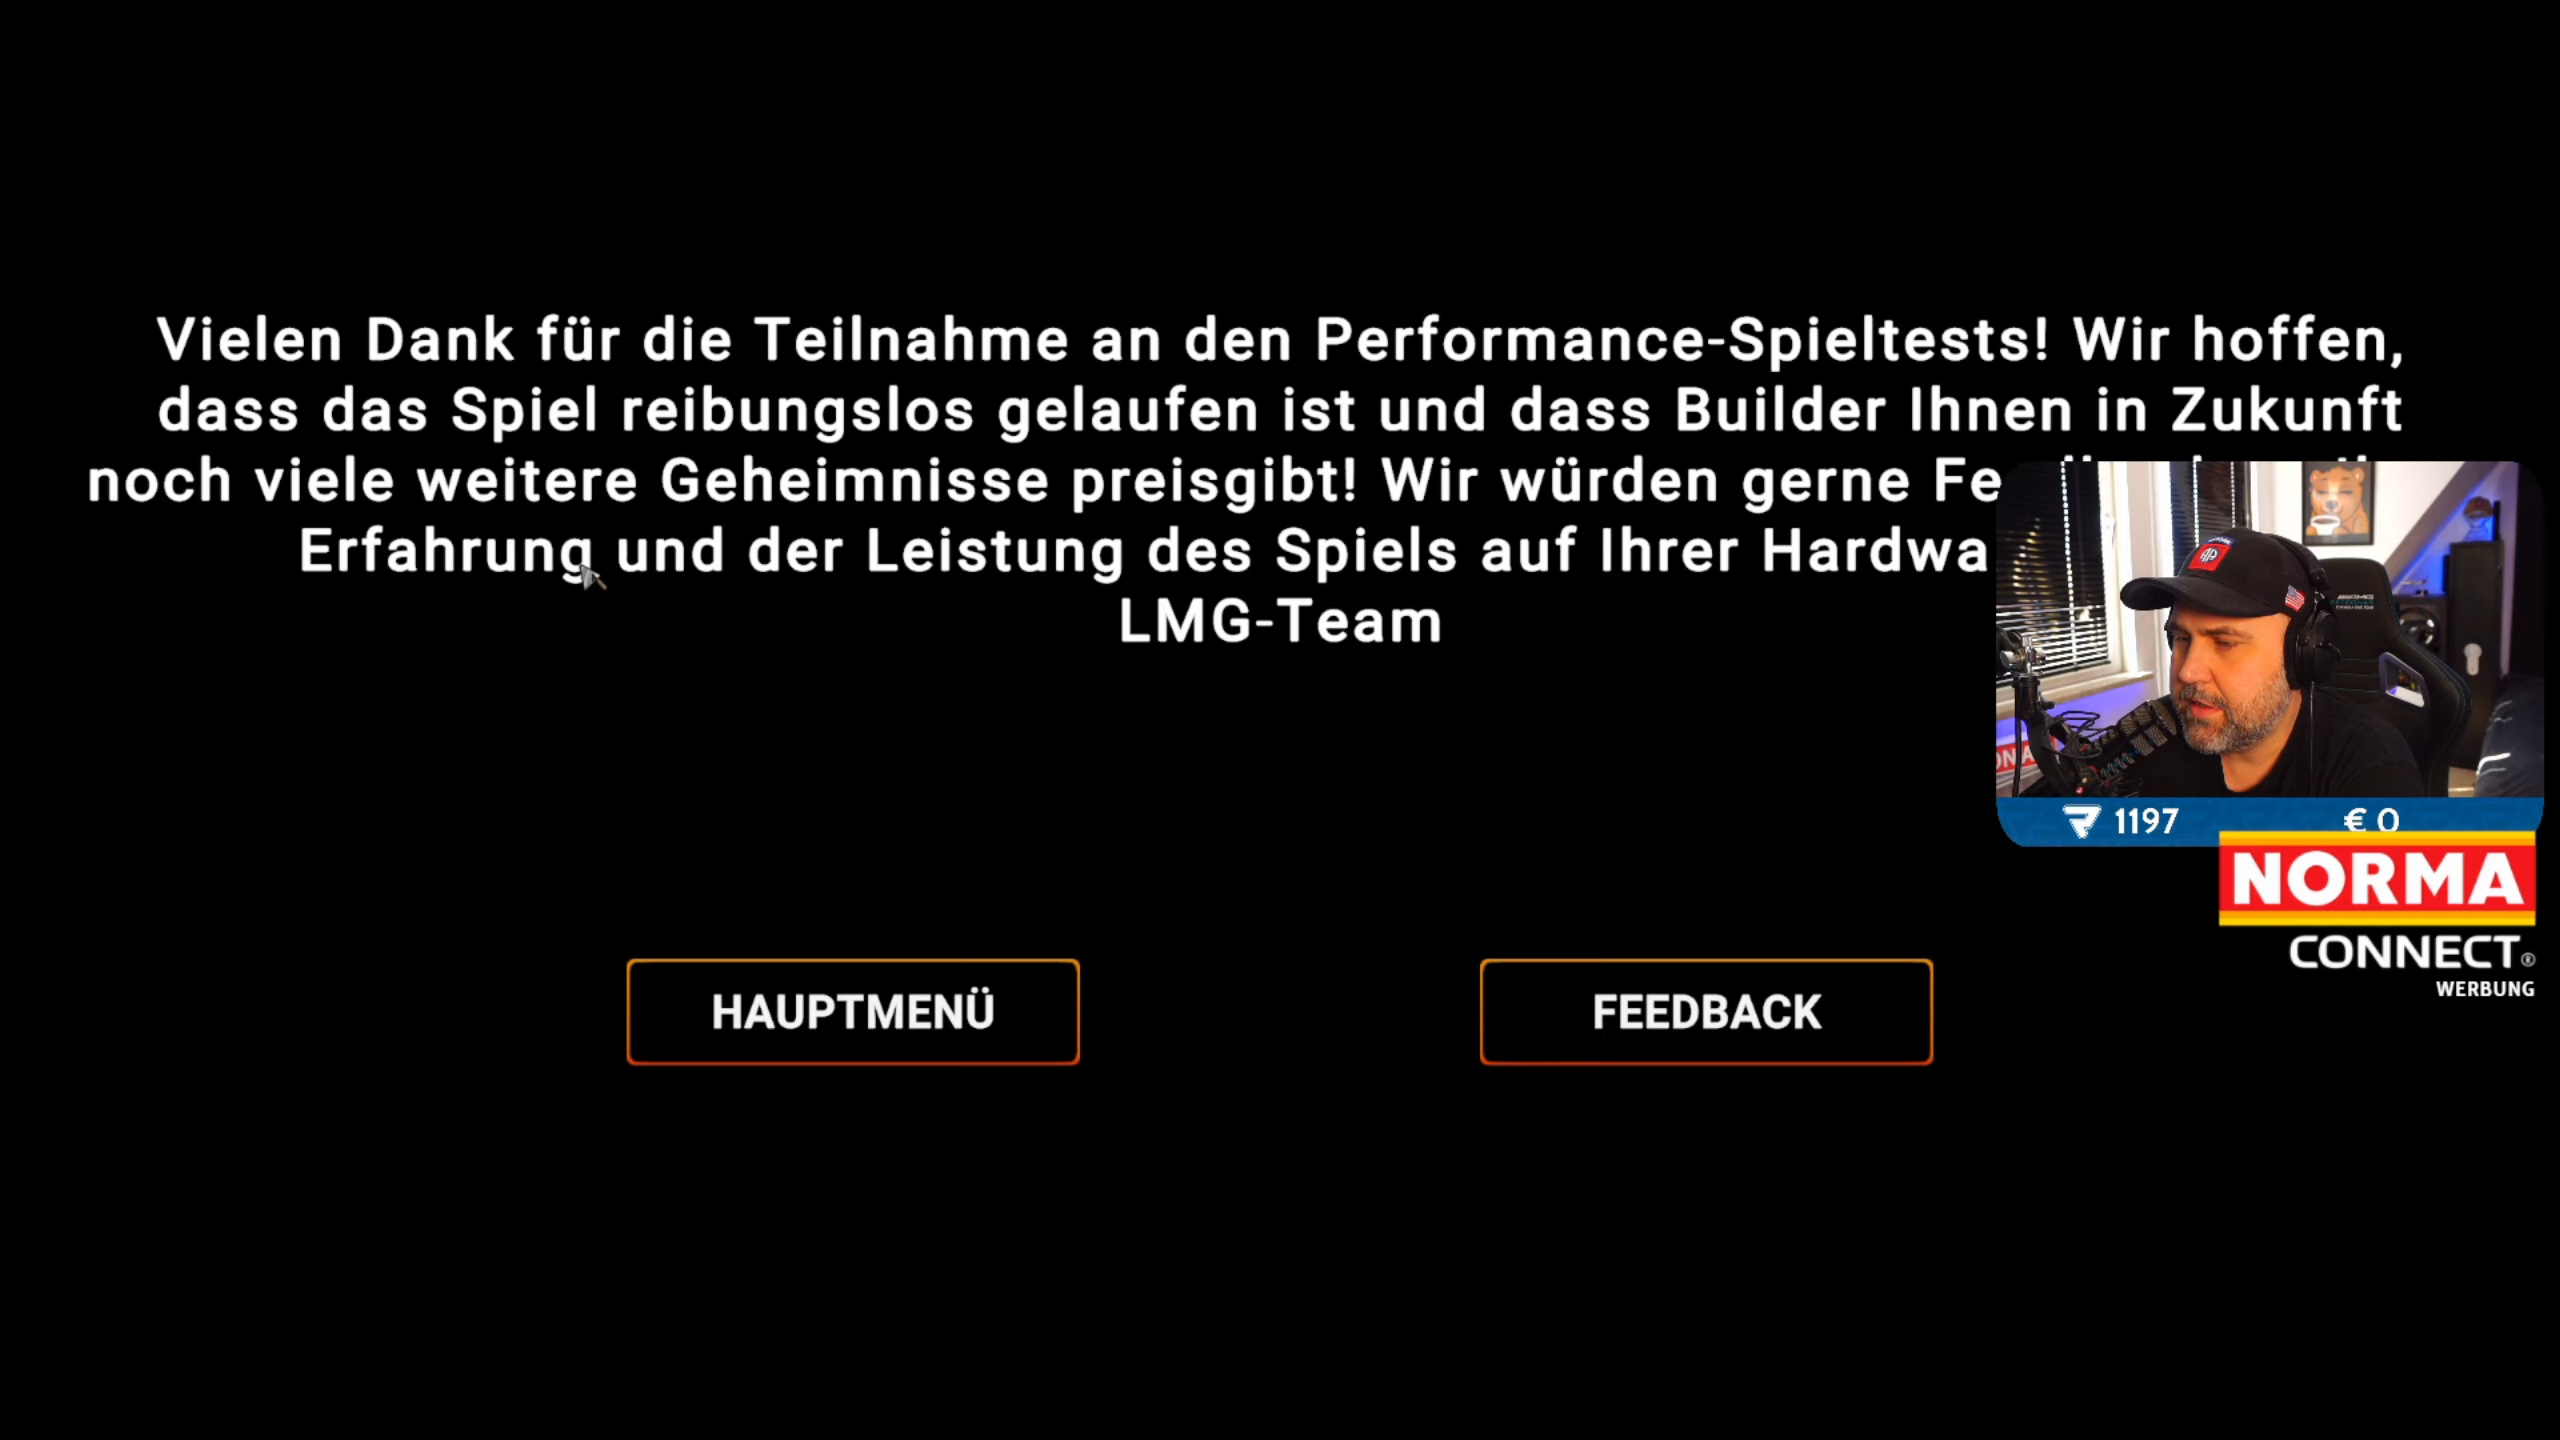 Vielen Dank für die Teilnahme an den Performance-Spieltests! Wir hoffen,
dass das Spiel reibungslos gelaufen ist und dass Builder Ihnen in Zukunft
noch viele weitere Geheimnisse preisgibt! Wir würden gerne
Erfahrung und der Leistung des Spiels auf Ihrer
LMG-Team
1197 € 0
NORMA
CONNECT®
WERBUNG
HAUPTMENÜ
FEEDBACK